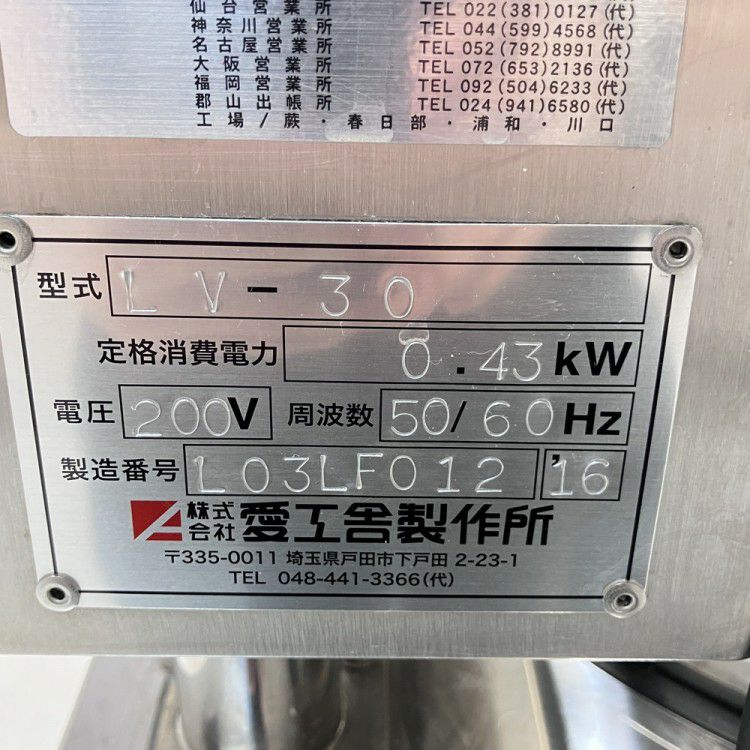 仙台営業所 TEL 022(381)0127(代)
神奈川営業所 TEL 044(599)4568(代)
名古屋営業所 TEL 052(792)8991(代)
大阪営業所 TEL 072(653)2136(代)
福岡営業所 TEL 092(504)6233(代)
郡山出帳所 TEL 024(941)6580(代)
工場/蕨・春日部・浦和・川口
型式 LV-30
定格消費電力 0.43kW
電圧 200V 周波数 50/60Hz
製造番号 L03LF012 '16
株式会社 愛工舎製作所
〒335-0011 埼玉県戸田市下戸田 2-23-1
TEL 048-441-3366(代)